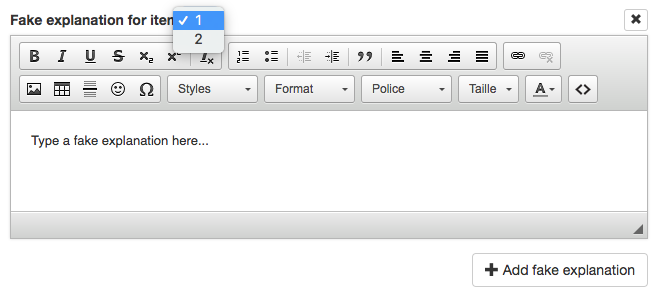 Fake explanation for item
✓ 1
2
B I U S x₂ x² Ix
Styles Format Police Taille A
Type a fake explanation here...
Add fake explanation